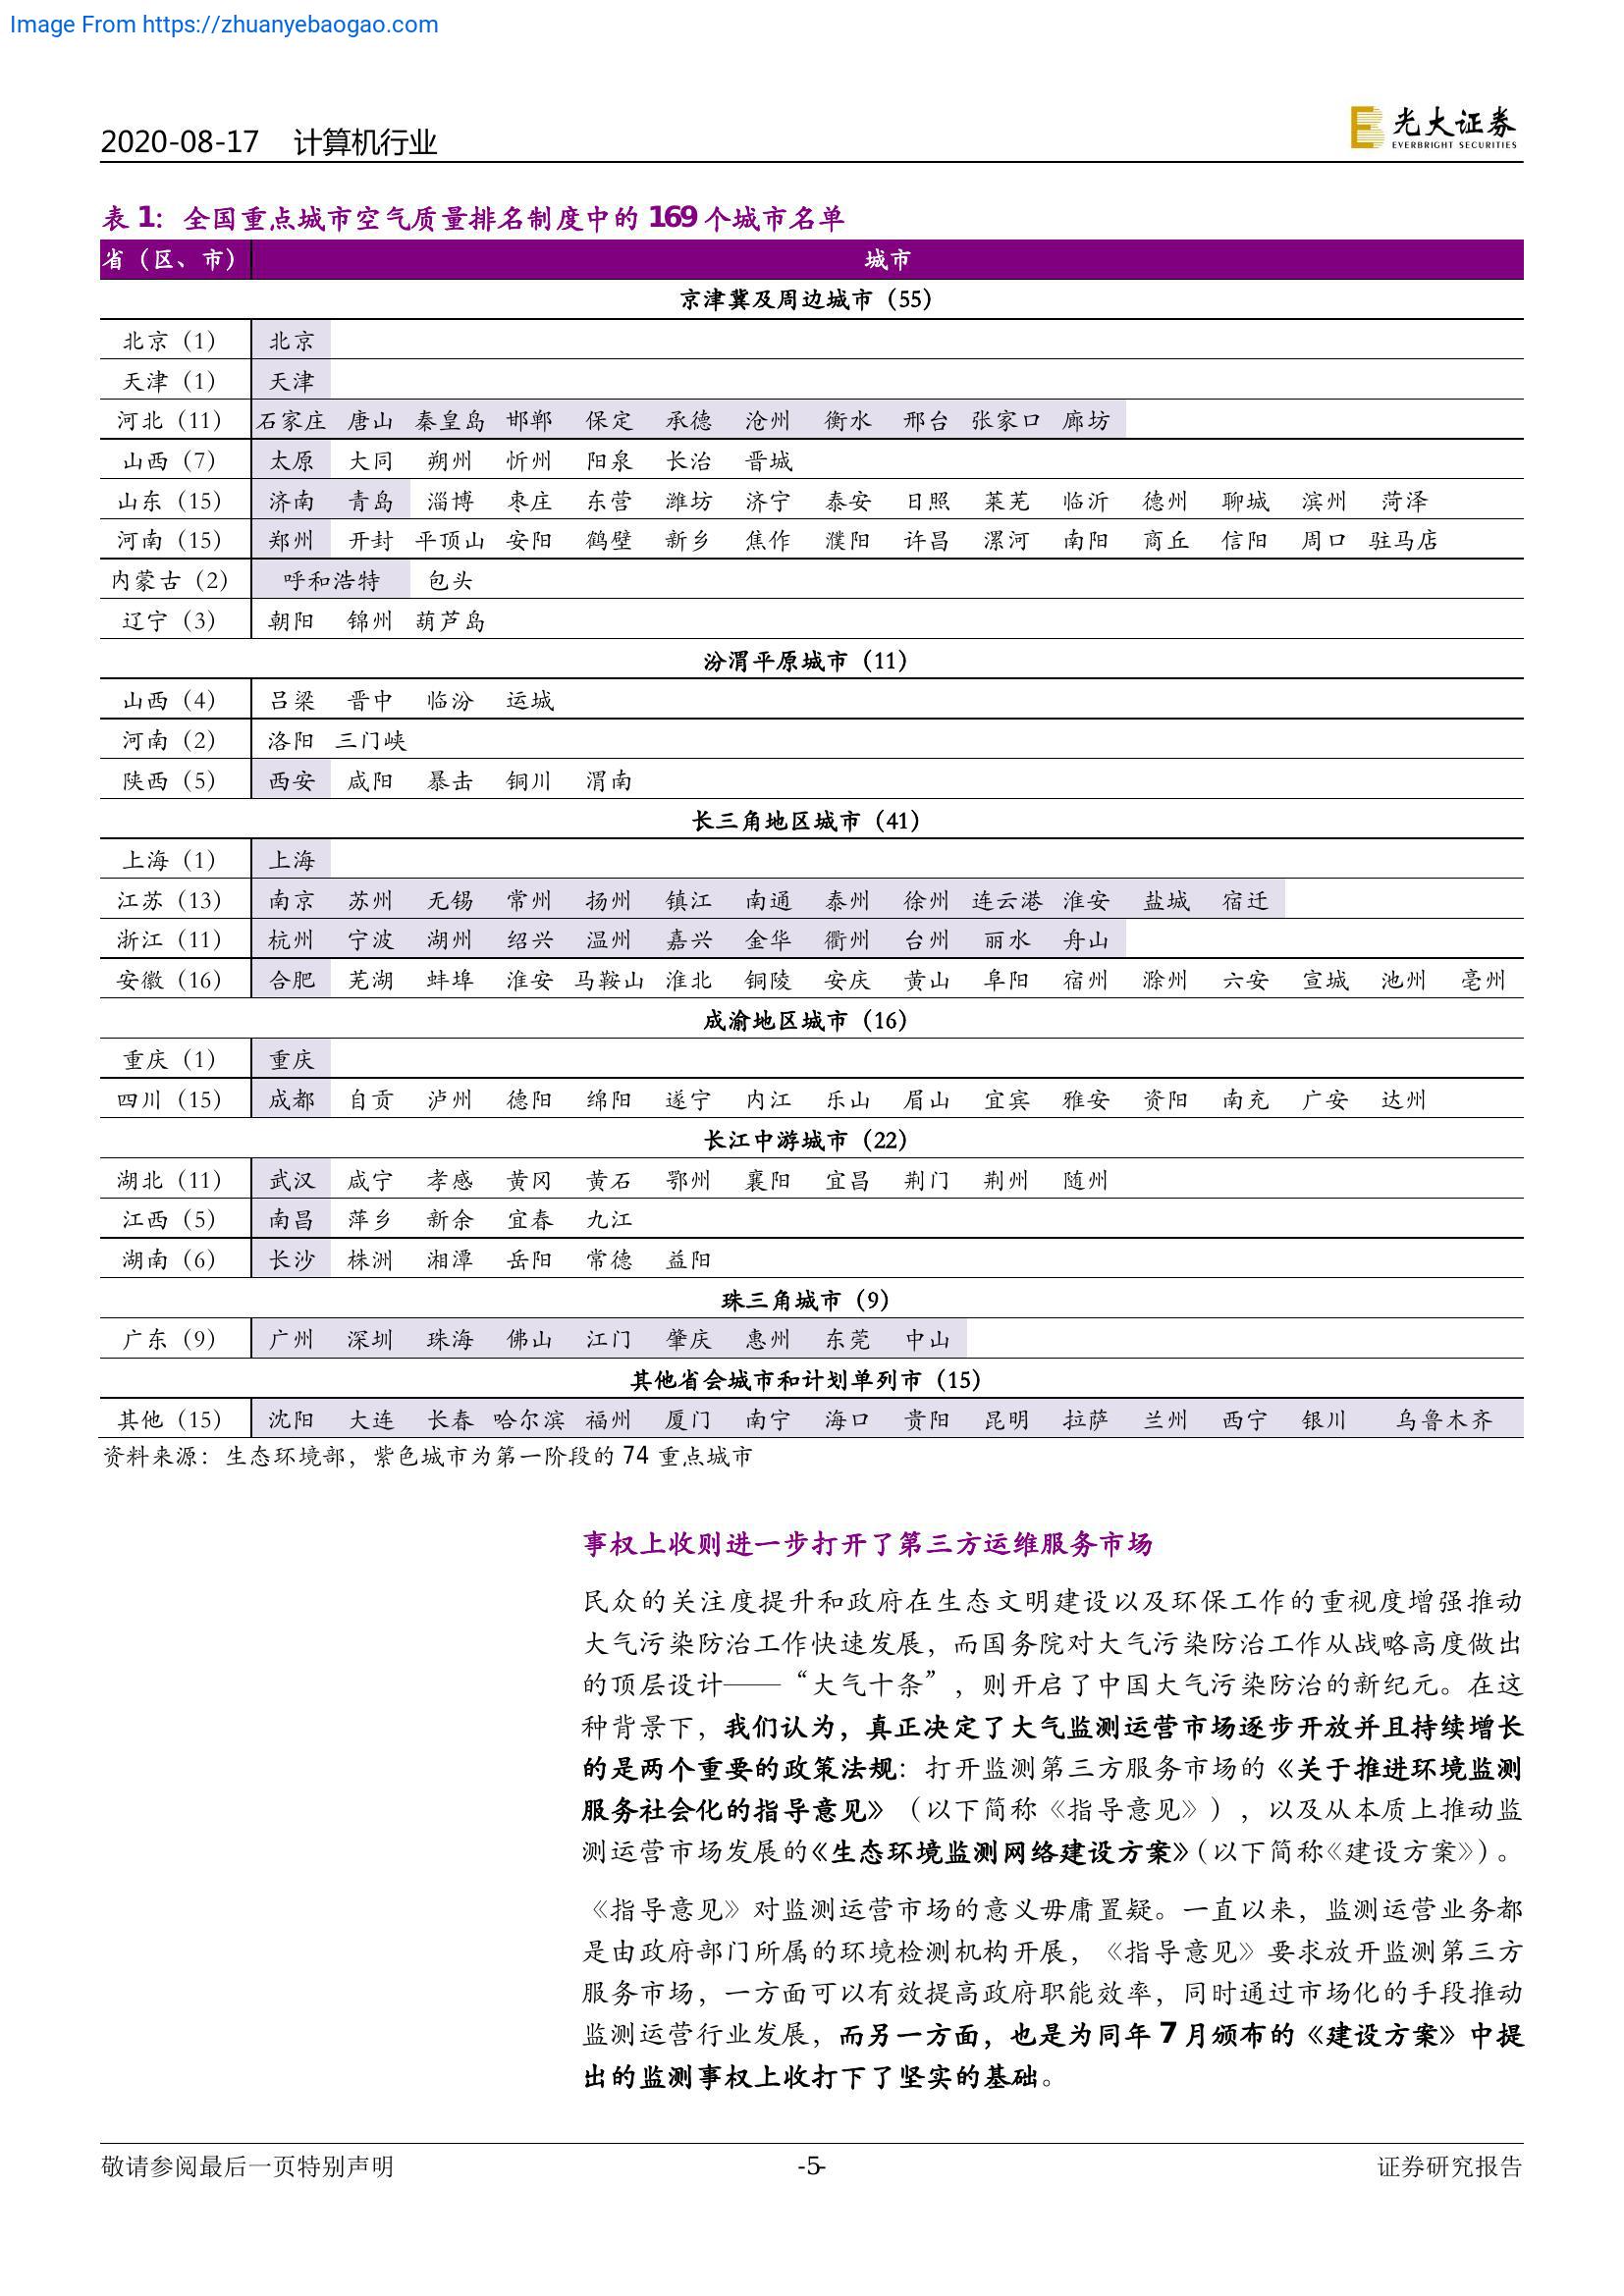 Image From https://zhuanyebaogao.com
2020-08-17 计算机行业
光大证券
EVERBRIGHT SECURITIES
表 1：全国重点城市空气质量排名制度中的 169 个城市名单
省（区、市） 城市
京津冀及周边城市（55）
北京（1） 北京
天津（1） 天津
河北（11） 石家庄 唐山 秦皇岛 邯郸 保定 承德 沧州 衡水 邢台 张家口 廊坊
山西（7） 太原 大同 朔州 忻州 阳泉 长治 晋城
山东（15） 济南 青岛 淄博 枣庄 东营 潍坊 济宁 泰安 日照 莱芜 临沂 德州 聊城 滨州 菏泽
河南（15） 郑州 开封 平顶山 安阳 鹤壁 新乡 焦作 濮阳 许昌 漯河 南阳 商丘 信阳 周口 驻马店
内蒙古（2） 呼和浩特 包头
辽宁（3） 朝阳 锦州 葫芦岛
汾渭平原城市（11）
山西（4） 吕梁 晋中 临汾 运城
河南（2） 洛阳 三门峡
陕西（5） 西安 咸阳 暴击 铜川 渭南
长三角地区城市（41）
上海（1） 上海
江苏（13） 南京 苏州 无锡 常州 扬州 镇江 南通 泰州 徐州 连云港 淮安 盐城 宿迁
浙江（11） 杭州 宁波 湖州 绍兴 温州 嘉兴 金华 衢州 台州 丽水 舟山
安徽（16） 合肥 芜湖 蚌埠 淮安 马鞍山 淮北 铜陵 安庆 黄山 阜阳 宿州 滁州 六安 宣城 池州 亳州
成渝地区城市（16）
重庆（1） 重庆
四川（15） 成都 自贡 泸州 德阳 绵阳 遂宁 内江 乐山 眉山 宜宾 雅安 资阳 南充 广安 达州
长江中游城市（22）
湖北（11） 武汉 咸宁 孝感 黄冈 黄石 鄂州 襄阳 宜昌 荆门 荆州 随州
江西（5） 南昌 萍乡 新余 宜春 九江
湖南（6） 长沙 株洲 湘潭 岳阳 常德 益阳
珠三角城市（9）
广东（9） 广州 深圳 珠海 佛山 江门 肇庆 惠州 东莞 中山
其他省会城市和计划单列市（15）
其他（15） 沈阳 大连 长春 哈尔滨 福州 厦门 南宁 海口 贵阳 昆明 拉萨 兰州 西宁 银川 乌鲁木齐
资料来源：生态环境部，紫色城市为第一阶段的 74 重点城市
事权上收则进一步打开了第三方运维服务市场
民众的关注度提升和政府在生态文明建设以及环保工作的重视度增强推动
大气污染防治工作快速发展，而国务院对大气污染防治工作从战略高度做出
的顶层设计——“大气十条”，则开启了中国大气污染防治的新纪元。在这
种背景下，我们认为，真正决定了大气监测运营市场逐步开放并且持续增长
的是两个重要的政策法规：打开监测第三方服务市场的《关于推进环境监测
服务社会化的指导意见》（以下简称《指导意见》），以及从本质上推动监
测运营市场发展的《生态环境监测网络建设方案》（以下简称《建设方案》）。
《指导意见》对监测运营市场的意义毋庸置疑。一直以来，监测运营业务都
是由政府部门所属的环境检测机构开展，《指导意见》要求放开监测第三方
服务市场，一方面可以有效提高政府职能效率，同时通过市场化的手段推动
监测运营行业发展，而另一方面，也是为同年 7 月颁布的《建设方案》中提
出的监测事权上收打下了坚实的基础。
敬请参阅最后一页特别声明 -5- 证券研究报告